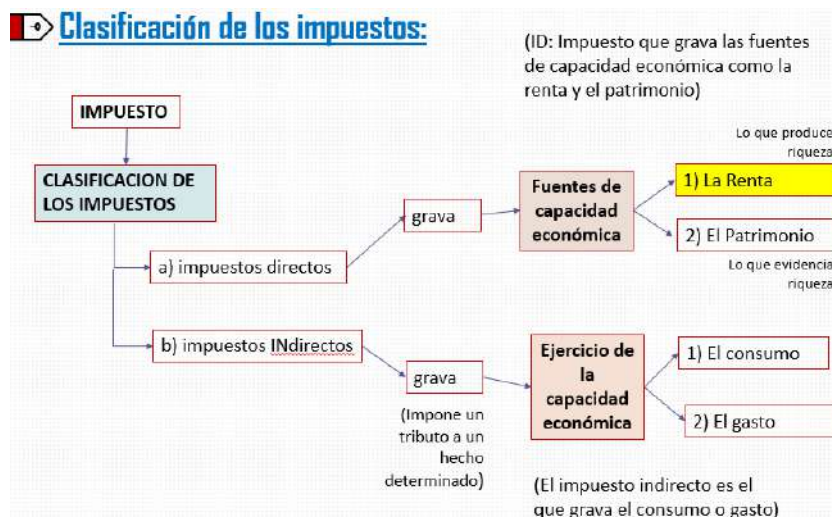 Clasificación de los impuestos:
(ID: Impuesto que grava las fuentes
de capacidad económica como la
renta y el patrimonio)
IMPUESTO
CLASIFICACION DE
LOS IMPUESTOS
a) impuestos directos
grava
Fuentes de
capacidad
económica
Lo que produce
riqueza
1) La Renta
2) El Patrimonio
Lo que evidencia
riqueza
b) impuestos INdirectos
grava
(Impone un
tributo a un
hecho
determinado)
Ejercicio de
la
capacidad
económica
1) El consumo
2) El gasto
(El impuesto indirecto es el
que grava el consumo o gasto)